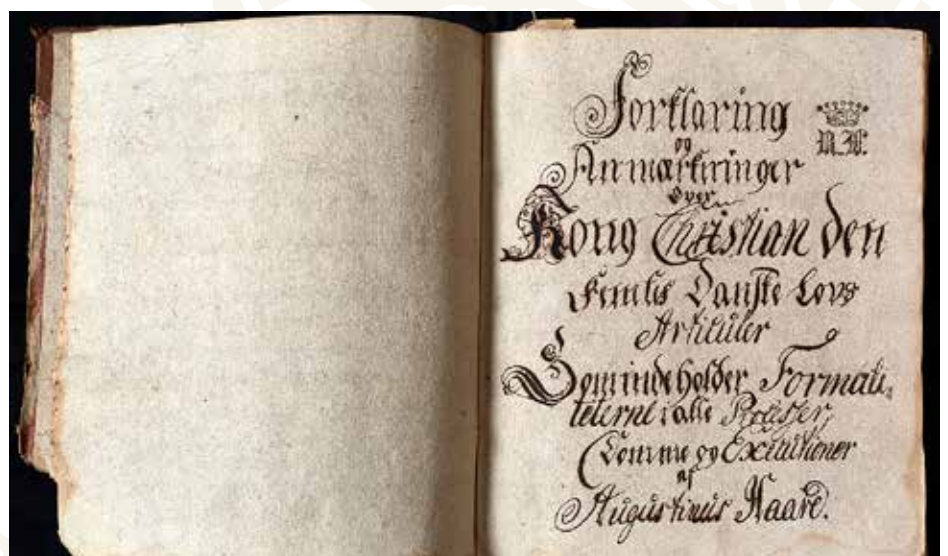 Forklaring
og
Anmærkninger
over
Kong Christian den
Femtes Danske Lovs
Artikuler
Som indeholder Formali-
teterne i alle Processer,
Domme og Executioner
af
Augustinus Naare.